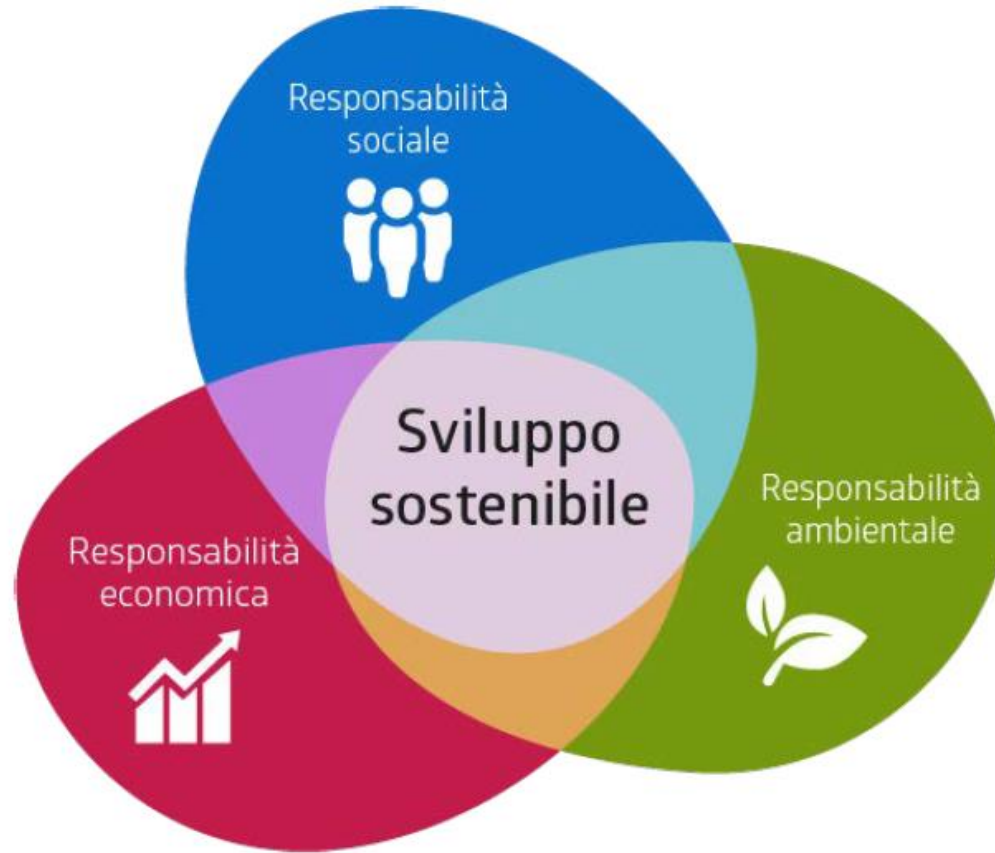 Responsabilità
sociale
Sviluppo
sostenibile
Responsabilità
ambientale
Responsabilità
economica